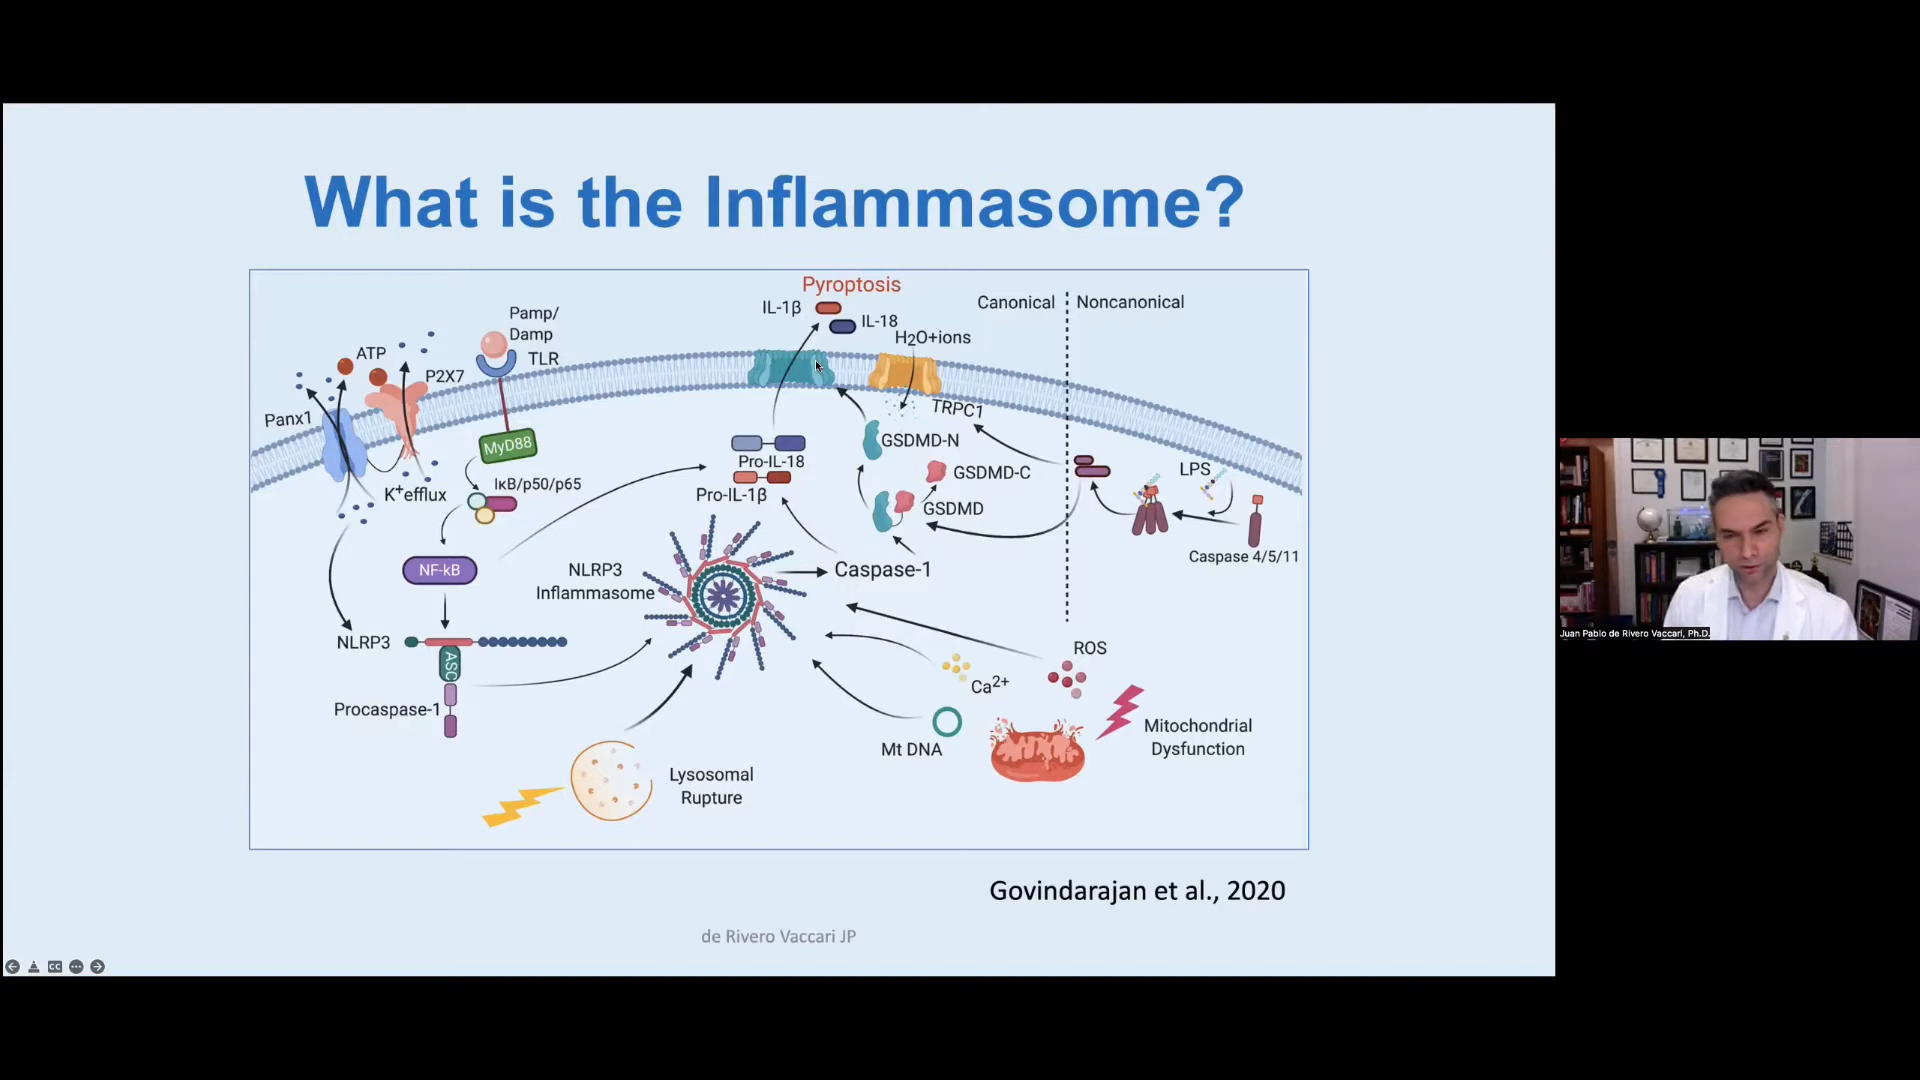 What is the Inflammasome?
Pyroptosis
IL-1β
IL-18
H2O+ions
Canonical
Noncanonical
Pamp/
Damp
TLR
ATP
P2X7
Panx1
MyD88
K+efflux
IκB/p50/p65
NF-kB
Pro-IL-18
Pro-IL-1β
TRPC1
GSDMD-N
GSDMD-C
GSDMD
LPS
Caspase 4/5/11
NLRP3
Inflammasome
Caspase-1
NLRP3
ASC
Procaspase-1
ROS
Ca2+
Mt DNA
Mitochondrial
Dysfunction
Lysosomal
Rupture
Govindarajan et al., 2020
de Rivero Vaccari JP
CC
Juan Pablo de Rivero Vaccari, Ph.D.